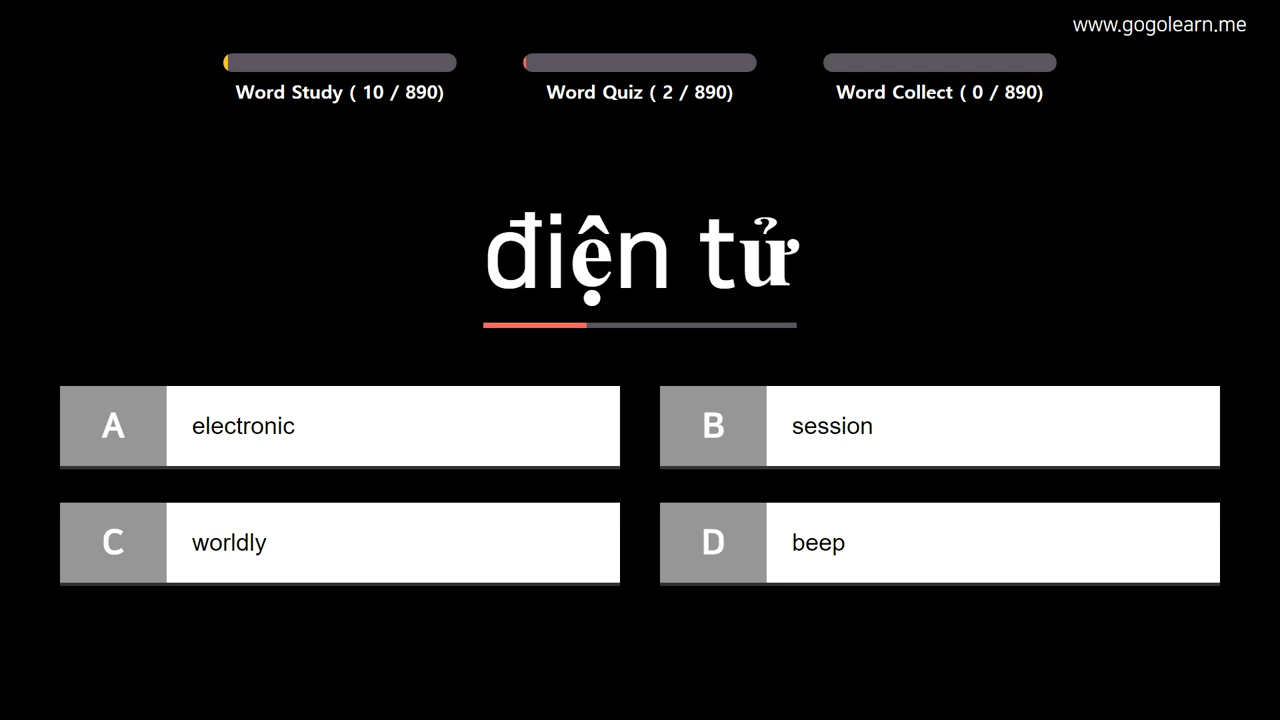 www.gogolearn.me
Word Study ( 10 / 890)
Word Quiz ( 2 / 890)
Word Collect ( 0 / 890)
điện tử
A electronic
B session
C worldly
D beep